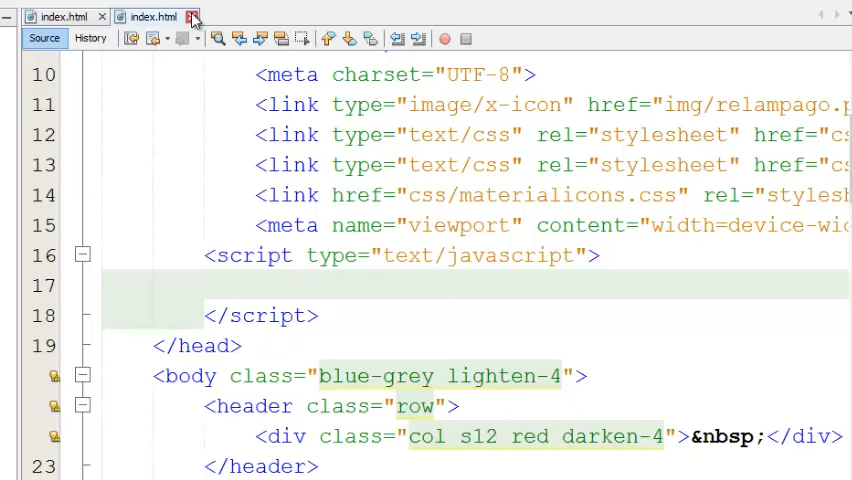 index.html index.html
Source History
10 <meta charset="UTF-8">
11 <link type="image/x-icon" href="img/relampago.p
12 <link type="text/css" rel="stylesheet" href="cs
13 <link type="text/css" rel="stylesheet" href="cs
14 <link href="css/materialicons.css" rel="stylesh
15 <meta name="viewport" content="width=device-wid
16 <script type="text/javascript">
17
18 </script>
19 </head>
<body class="blue-grey lighten-4">
<header class="row">
<div class="col s12 red darken-4">&nbsp;</div>
23 </header>